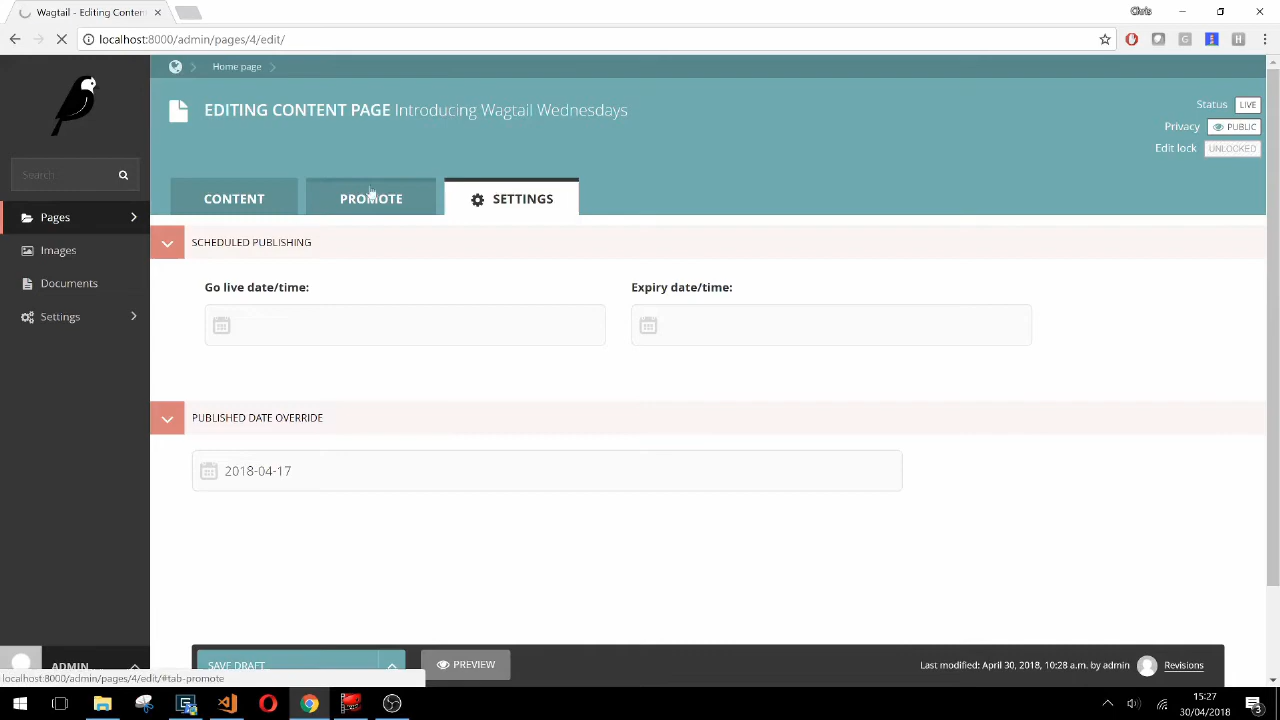 Wagtail - Editing Conten
Chris
localhost:8000/admin/pages/4/edit/
Home page
EDITING CONTENT PAGE Introducing Wagtail Wednesdays
Status LIVE
Privacy PUBLIC
Edit lock UNLOCKED
Search
CONTENT
PROMOTE
SETTINGS
Pages
Images
Documents
Settings
SCHEDULED PUBLISHING
Go live date/time:
Expiry date/time:
PUBLISHED DATE OVERRIDE
2018-04-17
ADMIN
SAVE DRAFT
PREVIEW
Last modified: April 30, 2018, 10:28 a.m. by admin
Revisions
localhost:8000/admin/pages/4/edit/#tab-promote
15:27
30/04/2018
3